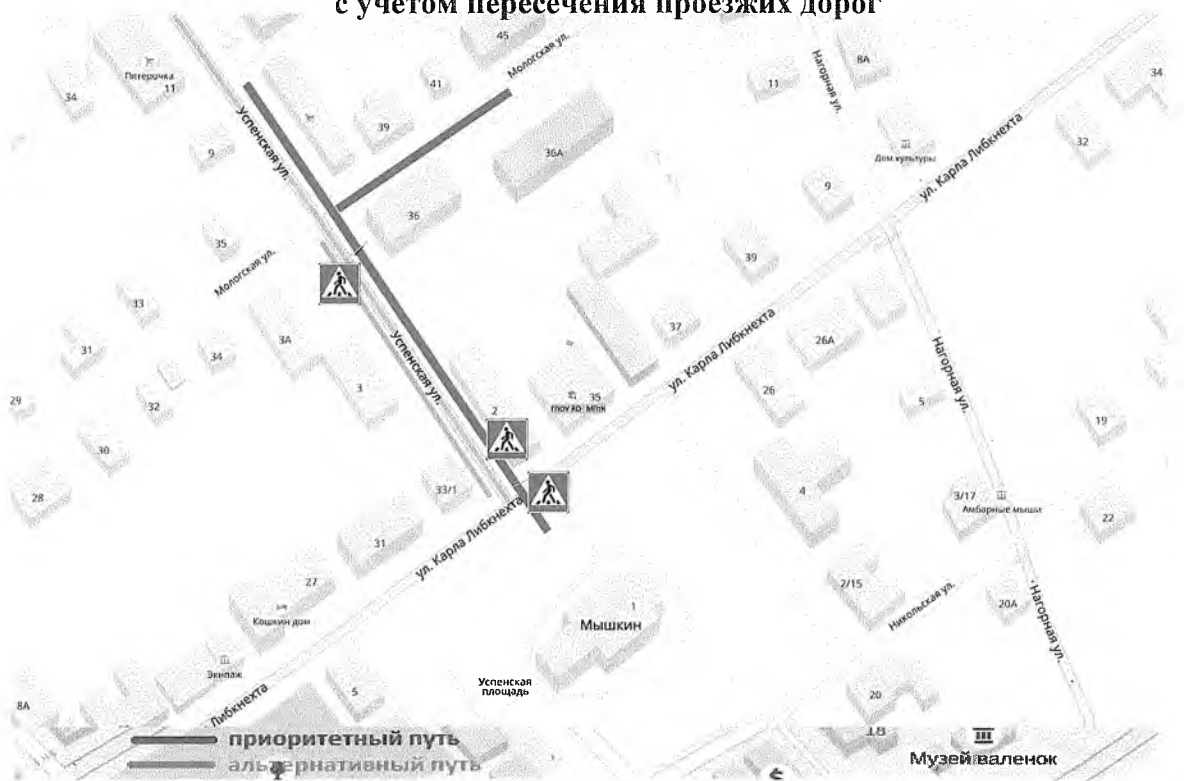 с учетом пересечения проезжих дорог
45
Мологская ул.
Нагорная ул.
8А
34
Пятерочка
11
34
41
11
39
Успенская ул.
36А
ул. Карла Либкнехта
32
Дом культуры
9
9
36
35
39
Мологская ул.
33
37
ул. Карла Либкнехта
26А
3А
Успенская ул.
31
34
Нагорная ул.
3
26
5
29
32
2
35
19
30
33/1
4
28
3/17
Амбарные мыши
22
31
ул. Карла Либкнехта
27
2/15
Никольская ул.
20А
Нагорная ул.
Кошкин дом
1
Мышкин
Экипаж
Успенская
площадь
5
20
8А
Либкнехта
приоритетный путь
18
альтернативный путь
Музей валенок